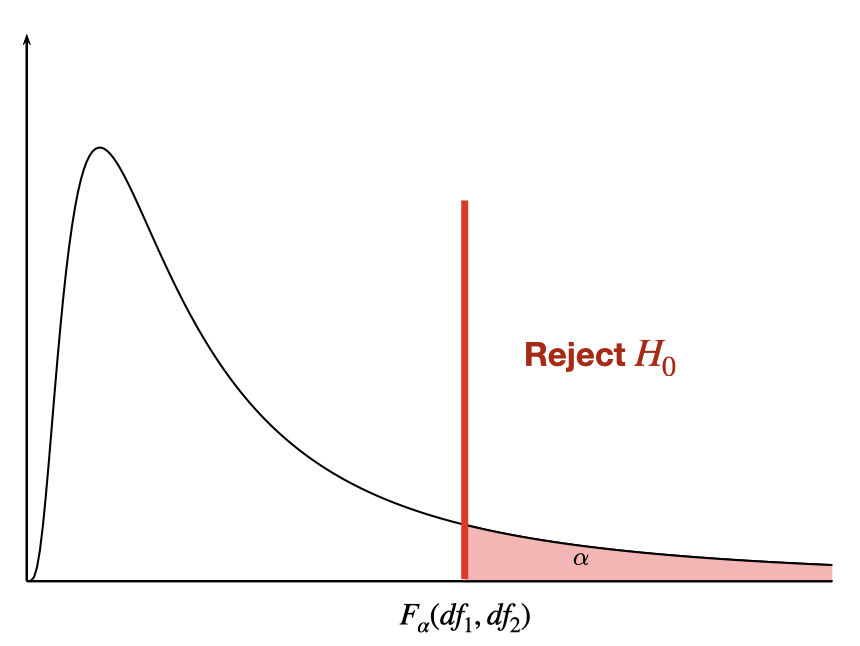 Reject H₀
α
Fα(df₁, df₂)